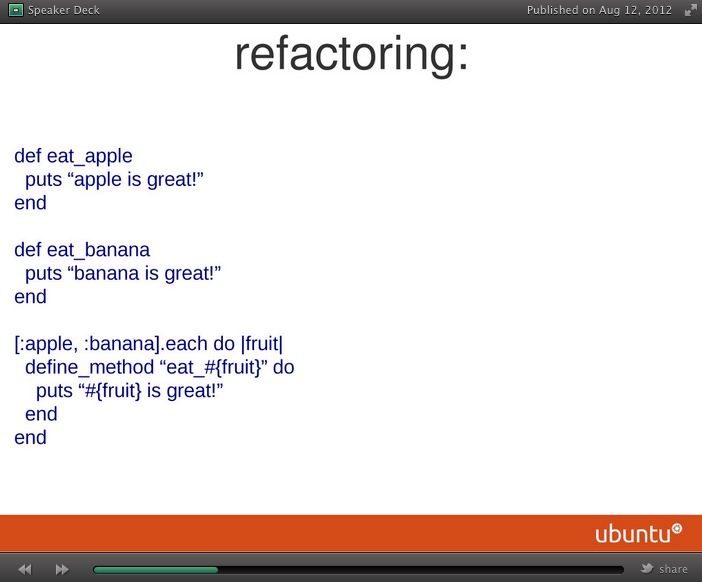 Speaker Deck
Published on Aug 12, 2012
refactoring:
def eat_apple
puts “apple is great!”
end
def eat_banana
puts “banana is great!”
end
[:apple, :banana].each do |fruit|
define_method “eat_#{fruit}” do
puts “#{fruit} is great!”
end
end
ubuntu
share